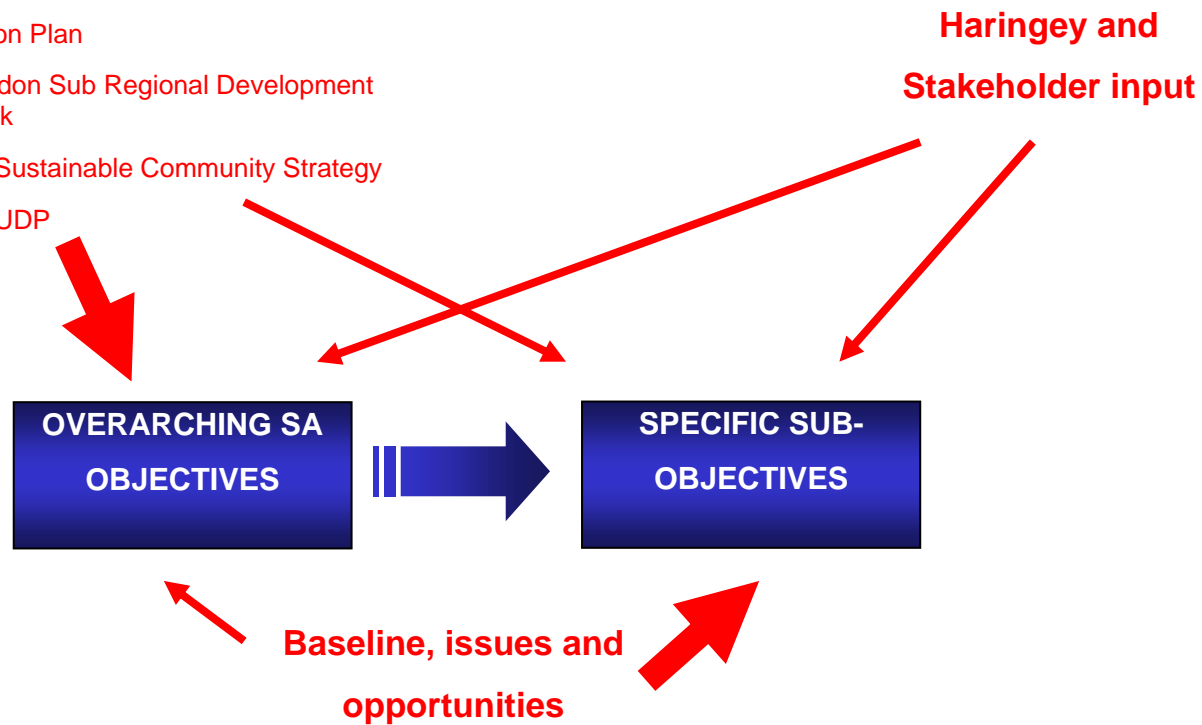 on Plan
don Sub Regional Development
k
Sustainable Community Strategy
UDP
Haringey and
Stakeholder input
OVERARCHING SA
OBJECTIVES
SPECIFIC SUB-
OBJECTIVES
Baseline, issues and
opportunities